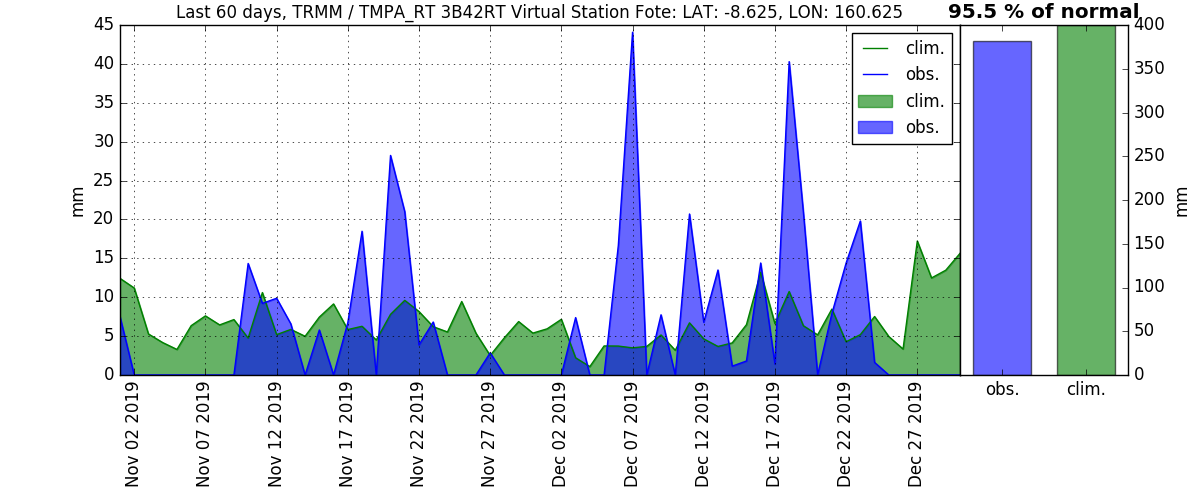 Last 60 days, TRMM / TMPA_RT 3B42RT Virtual Station Fote: LAT: -8.625, LON: 160.625
95.5 % of normal
45
40
35
30
25
20
15
10
5
0
mm
clim.
obs.
clim.
obs.
400
350
300
250
200
150
100
50
0
mm
obs.
clim.
Nov 02 2019
Nov 07 2019
Nov 12 2019
Nov 17 2019
Nov 22 2019
Nov 27 2019
Dec 02 2019
Dec 07 2019
Dec 12 2019
Dec 17 2019
Dec 22 2019
Dec 27 2019